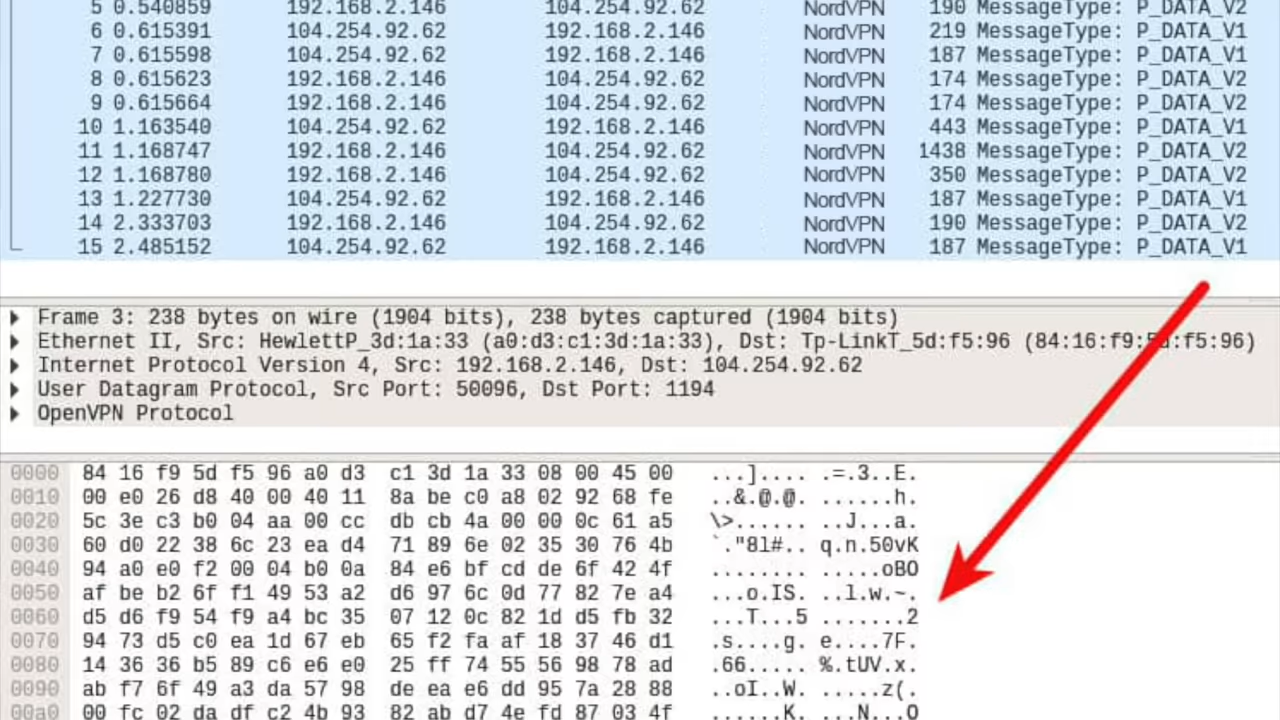 5 0.540859 192.168.2.146 104.254.92.62 NordVPN 190 MessageType: P_DATA_V2
6 0.615391 104.254.92.62 192.168.2.146 NordVPN 219 MessageType: P_DATA_V1
7 0.615598 104.254.92.62 192.168.2.146 NordVPN 187 MessageType: P_DATA_V1
8 0.615623 192.168.2.146 104.254.92.62 NordVPN 174 MessageType: P_DATA_V2
9 0.615664 192.168.2.146 104.254.92.62 NordVPN 174 MessageType: P_DATA_V2
10 1.163540 104.254.92.62 192.168.2.146 NordVPN 443 MessageType: P_DATA_V1
11 1.168747 192.168.2.146 104.254.92.62 NordVPN 1438 MessageType: P_DATA_V2
12 1.168780 192.168.2.146 104.254.92.62 NordVPN 350 MessageType: P_DATA_V2
13 1.227730 104.254.92.62 192.168.2.146 NordVPN 187 MessageType: P_DATA_V1
14 2.333703 192.168.2.146 104.254.92.62 NordVPN 190 MessageType: P_DATA_V2
15 2.485152 104.254.92.62 192.168.2.146 NordVPN 187 MessageType: P_DATA_V1
Frame 3: 238 bytes on wire (1904 bits), 238 bytes captured (1904 bits)
Ethernet II, Src: HewlettP_3d:1a:33 (a0:d3:c1:3d:1a:33), Dst: Tp-LinkT_5d:f5:96 (84:16:f9:5d:f5:96)
Internet Protocol Version 4, Src: 192.168.2.146, Dst: 104.254.92.62
User Datagram Protocol, Src Port: 50096, Dst Port: 1194
OpenVPN Protocol
0000 84 16 f9 5d f5 96 a0 d3 c1 3d 1a 33 08 00 45 00 ...].... .=.3..E.
0010 00 e0 26 d8 40 00 40 11 8a be c0 a8 02 92 68 fe ..&.@.@. ......h.
0020 5c 3e c3 b0 04 aa 00 cc db cb 4a 00 00 0c 61 a5 \>...... ..J...a.
0030 60 d0 22 38 6c 23 ea d4 71 89 6e 02 35 30 76 4b `."8l#.. q.n.50vK
0040 94 a0 e0 f2 00 04 b0 0a 84 e6 bf cd de 6f 42 4f ........ .....oBO
0050 af be b2 6f f1 49 53 a2 d6 97 6c 0d 77 82 7e a4 ...o.IS. ..l.w.~.
0060 d5 d6 f9 54 f9 a4 bc 35 07 12 0c 82 1d d5 fb 32 ...T...5 .......2
0070 94 73 d5 c0 ea 1d 67 eb 65 f2 fa af 18 37 46 d1 .s....g. e....7F.
0080 14 36 36 b5 89 c6 e6 e0 25 ff 74 55 56 98 78 ad .66..... %.tUV.x.
0090 ab f7 6f 49 a3 da 57 98 de ea e6 dd 95 7a 28 88 ..oI..W. .....z(.
00a0 00 fc 02 da df c2 4b 93 82 ab d7 4e fd 87 03 4f ......K. ...N...O